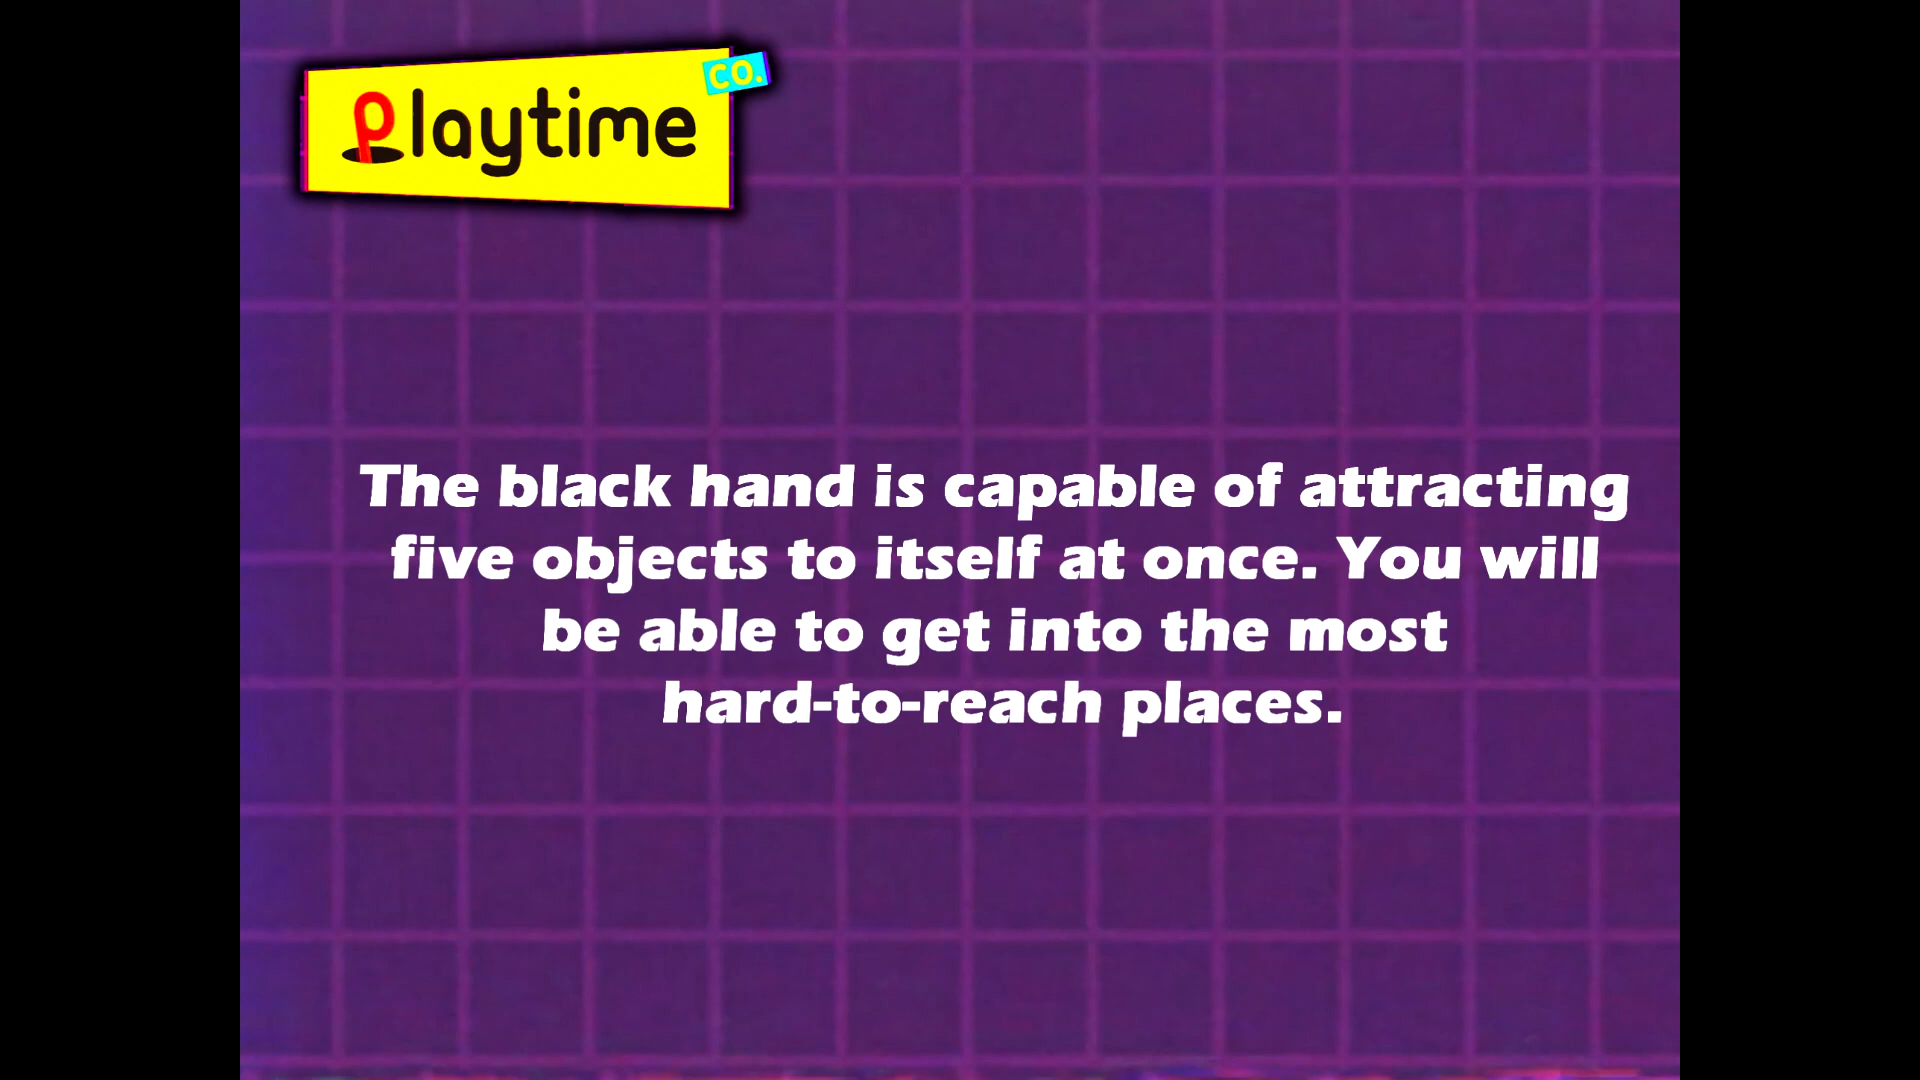 Playtime
CO.
The black hand is capable of attracting
five objects to itself at once. You will
be able to get into the most
hard-to-reach places.